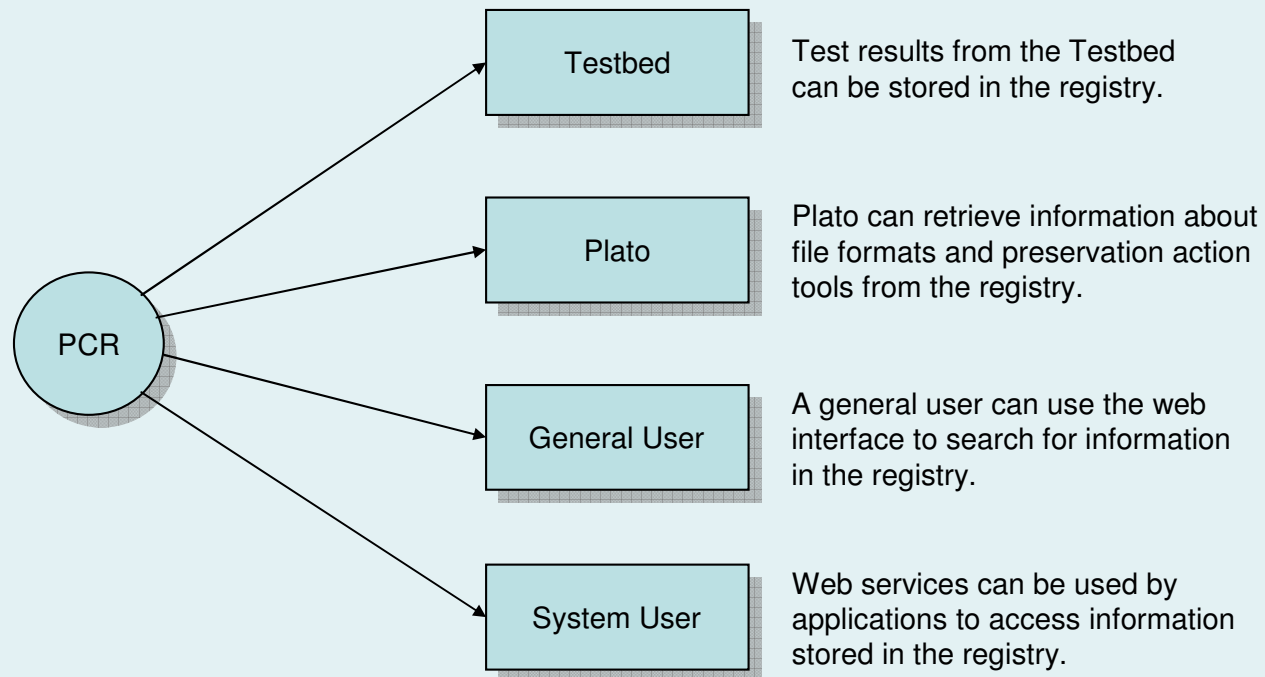 Testbed
Test results from the Testbed
can be stored in the registry.
Plato
Plato can retrieve information about
file formats and preservation action
tools from the registry.
PCR
General User
A general user can use the web
interface to search for information
in the registry.
System User
Web services can be used by
applications to access information
stored in the registry.